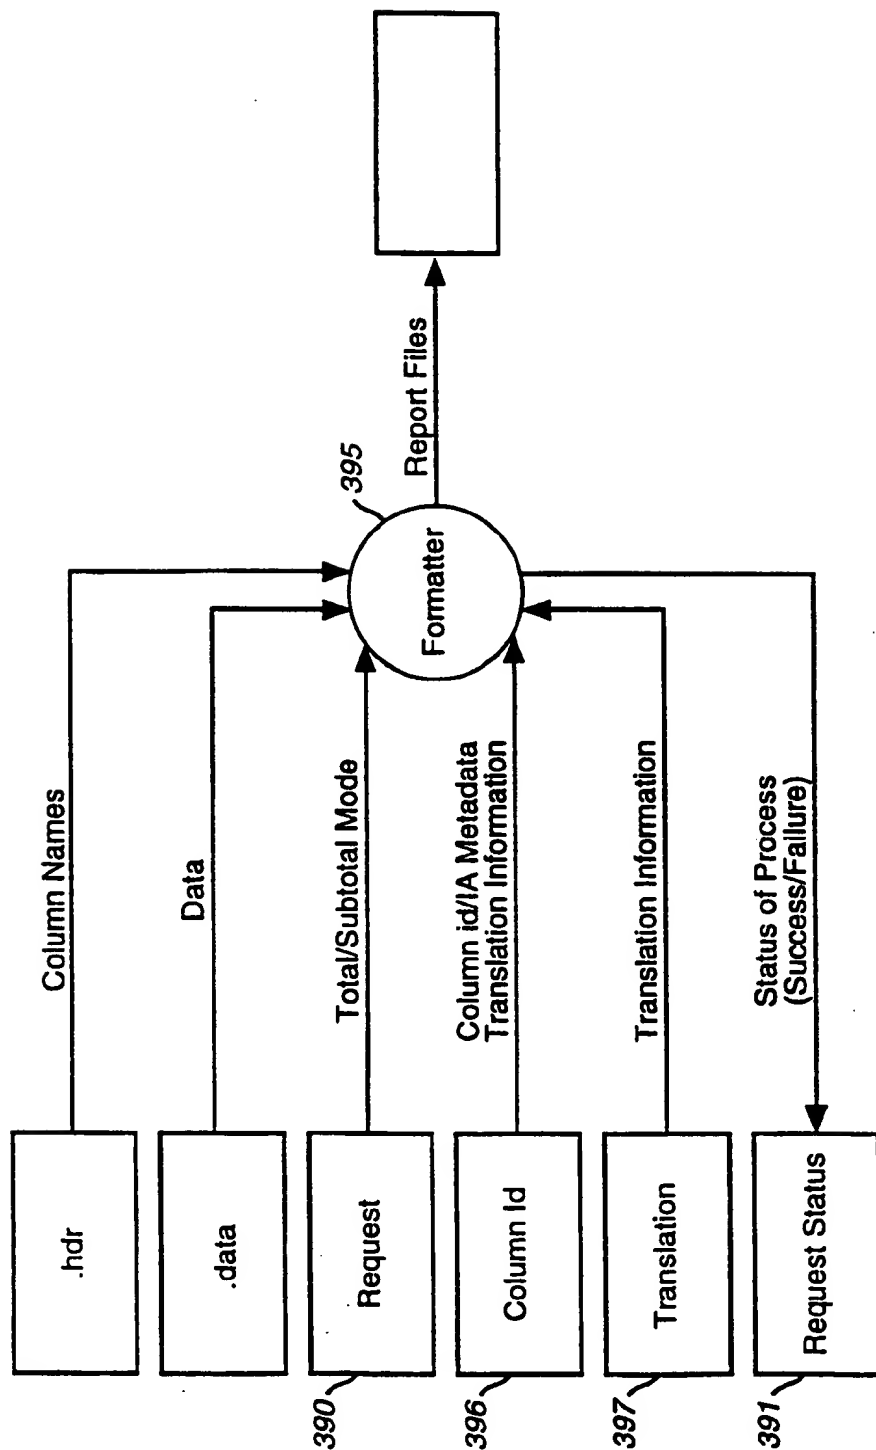 .hdr
Column Names
.data
Data
390
Request
Total/Subtotal Mode
396
Column Id
Column id/IA Metadata
Translation Information
397
Translation
Translation Information
391
Request Status
Status of Process
(Success/Failure)
Formatter
395
Report Files